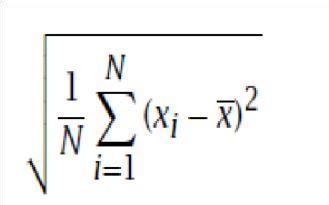 √(1/N ∑_{i=1}^{N} (x_i − x̅)²)